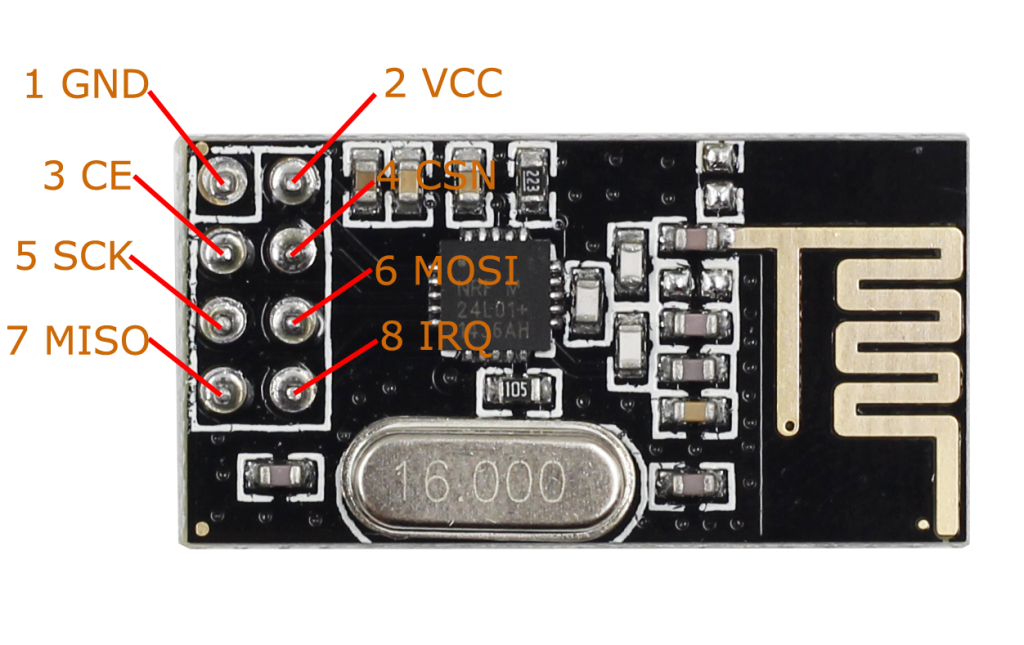 1 GND
2 VCC
3 CE
4 CSN
223
5 SCK
6 MOSI
24L01+
7 MISO
8 IRQ
105
16.000